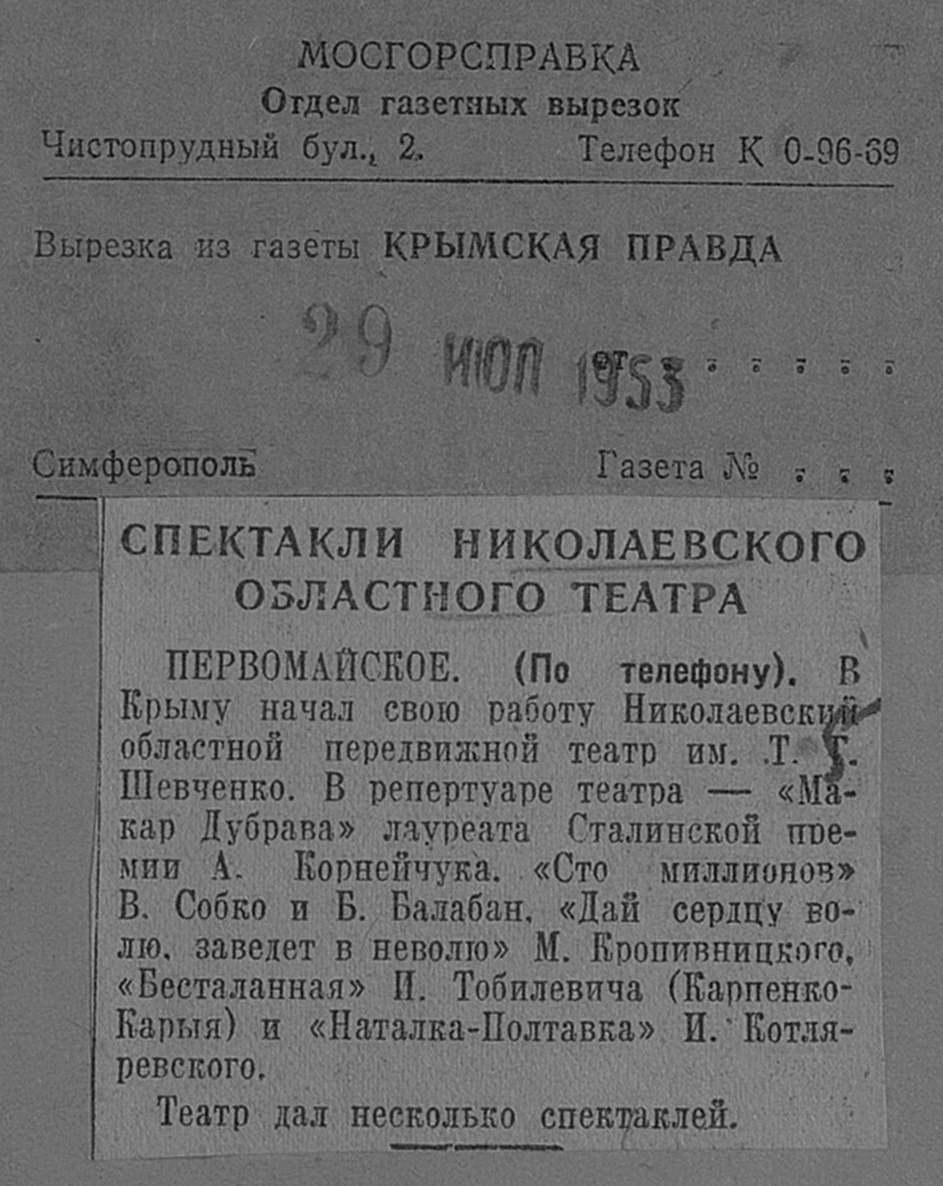 МОСГОРСПРАВКА
Отдел газетных вырезок
Чистопрудный бул., 2. Телефон К 0-96-69
Вырезка из газеты КРЫМСКАЯ ПРАВДА
29 ИЮЛ 1953 от . . . . .
Симферополь Газета № . . .
СПЕКТАКЛИ НИКОЛАЕВСКОГО
ОБЛАСТНОГО ТЕАТРА
ПЕРВОМАЙСКОЕ. (По телефону). В
Крыму начал свою работу Николаевский
областной передвижной театр им. Т. Г.
Шевченко. В репертуаре театра — «Ма-
кар Дубрава» лауреата Сталинской пре-
мии А. Корнейчука, «Сто миллионов»
В. Собко и Б. Балабан, «Дай сердцу во-
лю, заведет в неволю» М. Кропивницкого,
«Бесталанная» И. Тобилевича (Карпенко-
Карыя) и «Наталка-Полтавка» И. Котля-
ревского.
Театр дал несколько спектаклей.